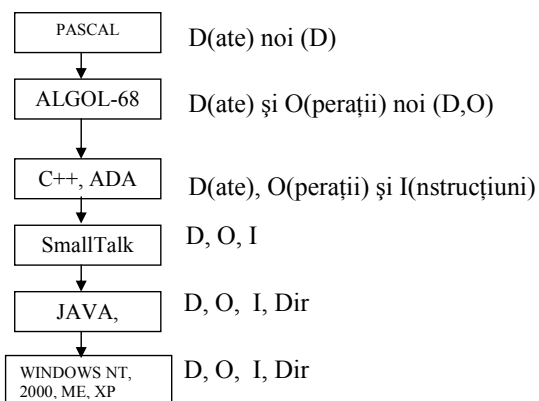 PASCAL
D(ate) noi (D)
ALGOL-68
D(ate) şi O(peraţii) noi (D,O)
C++, ADA
D(ate), O(peraţii) şi I(nstrucţiuni)
SmallTalk
D, O, I
JAVA,
D, O, I, Dir
WINDOWS NT,
2000, ME, XP
D, O, I, Dir